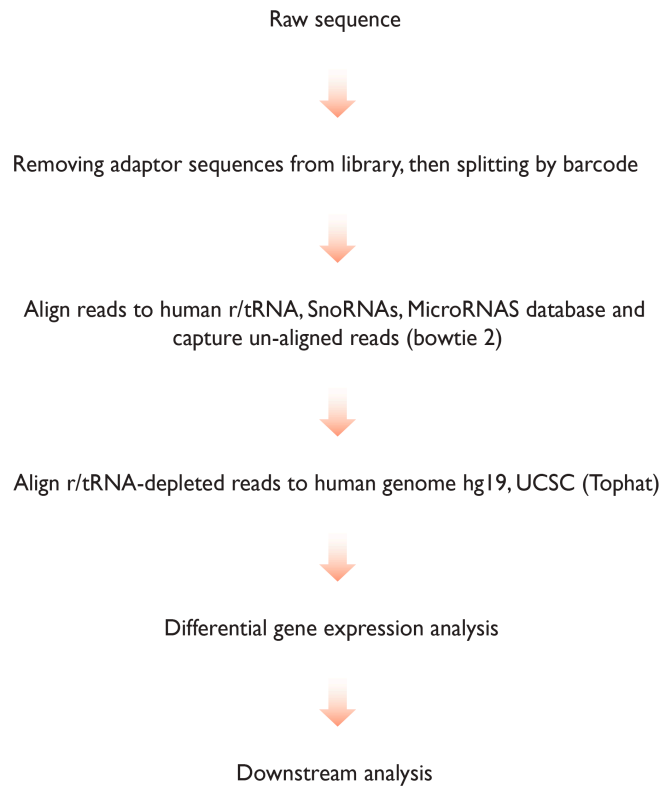 Raw sequence
Removing adaptor sequences from library, then splitting by barcode
Align reads to human r/tRNA, SnoRNAs, MicroRNAS database and
capture un-aligned reads (bowtie 2)
Align r/tRNA-depleted reads to human genome hg19, UCSC (Tophat)
Differential gene expression analysis
Downstream analysis